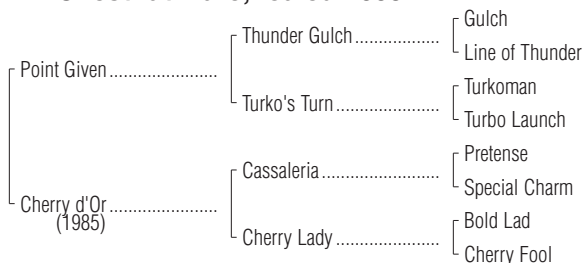 Gulch
Thunder Gulch
Line of Thunder
Point Given
Turkoman
Turko's Turn
Turbo Launch
Pretense
Cassaleria
Special Charm
Cherry d'Or
(1985)
Bold Lad
Cherry Lady
Cherry Fool